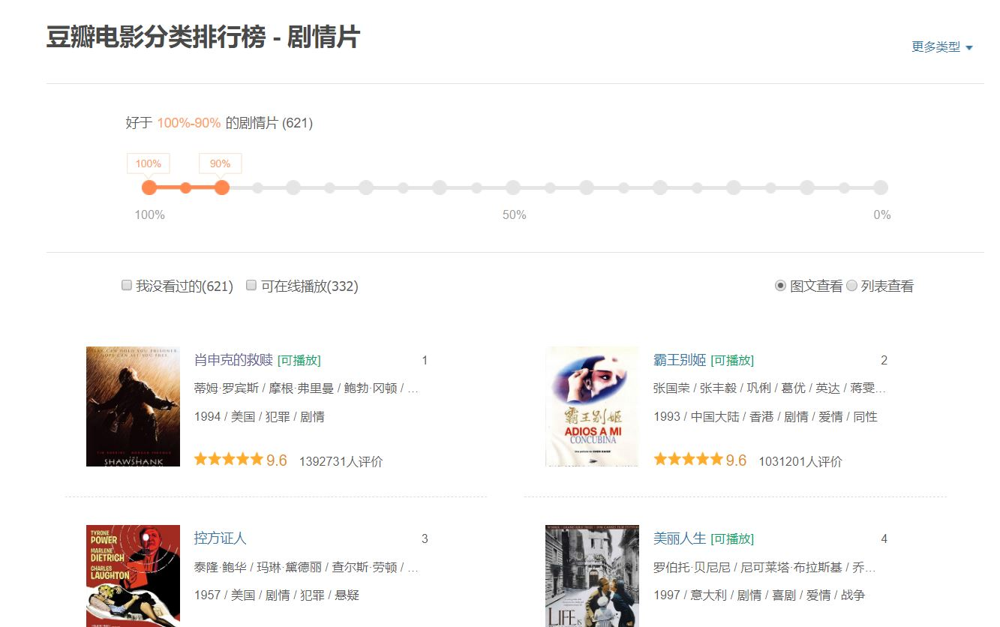 豆瓣电影分类排行榜 - 剧情片
更多类型
好于 100%-90% 的剧情片 (621)
100%
90%
100%
50%
0%
我没看过的(621)
可在线播放(332)
图文查看
列表查看
肖申克的救赎 [可播放]
1
蒂姆·罗宾斯 / 摩根·弗里曼 / 鲍勃·冈顿 / ...
1994 / 美国 / 犯罪 / 剧情
9.6 1392731人评价
SHAWSHANK
霸王别姬 [可播放]
2
张国荣 / 张丰毅 / 巩俐 / 葛优 / 英达 / 蒋雯...
1993 / 中国大陆 / 香港 / 剧情 / 爱情 / 同性
9.6 1031201人评价
霸王别姬
ADIOS A MI
CONCUBINA
控方证人
3
泰隆·鲍华 / 玛琳·黛德丽 / 查尔斯·劳顿 / ...
1957 / 美国 / 剧情 / 犯罪 / 悬疑
TYRONE
POWER
MARLENE
DIETRICH
CHARLES
LAUGHTON
美丽人生 [可播放]
4
罗伯托·贝尼尼 / 尼可莱塔·布拉斯基 / 乔...
1997 / 意大利 / 剧情 / 喜剧 / 爱情 / 战争
LIFE IS